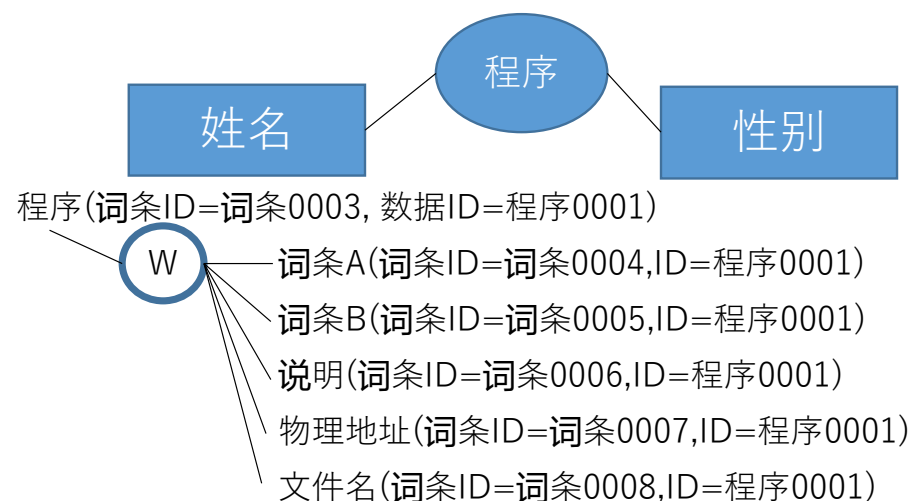 程序
姓名
性别
程序(词条ID=词条0003, 数据ID=程序0001)
W
词条A(词条ID=词条0004,ID=程序0001)
词条B(词条ID=词条0005,ID=程序0001)
说明(词条ID=词条0006,ID=程序0001)
物理地址(词条ID=词条0007,ID=程序0001)
文件名(词条ID=词条0008,ID=程序0001)